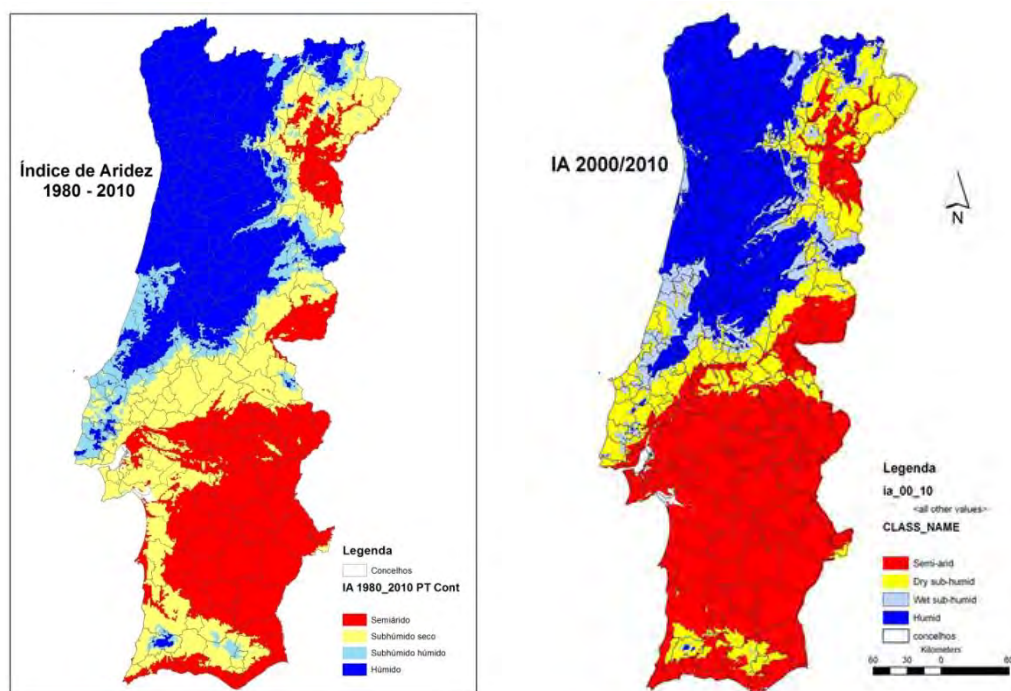 Índice de Aridez
1980 - 2010
Legenda
Concelhos
IA 1980_2010 PT Cont
Semiárido
Subhúmido seco
Subhúmido húmido
Húmido
IA 2000/2010
N
Legenda
ia_00_10
<all other values>
CLASS_NAME
Semi-arid
Dry sub-humid
Wet sub-humid
Humid
concelhos
Kilometers
60 30 0 60